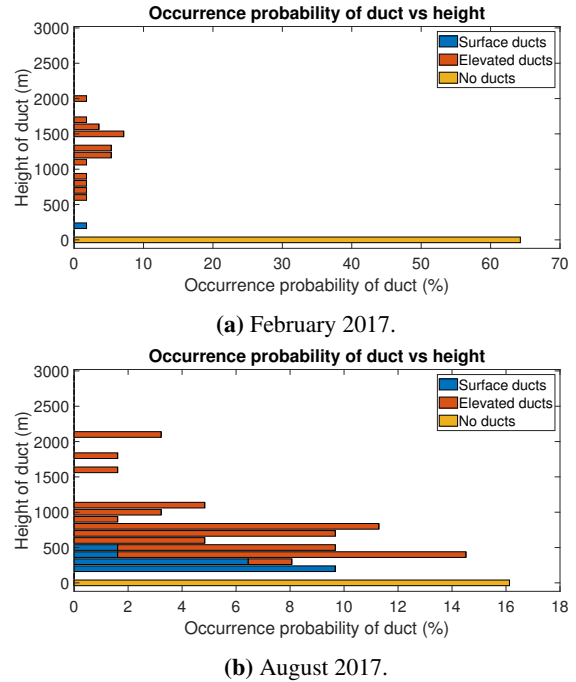 Occurrence probability of duct vs height
3000
2500
2000
1500
1000
500
0
Height of duct (m)
Surface ducts
Elevated ducts
No ducts
0 10 20 30 40 50 60 70
Occurrence probability of duct (%)
(a) February 2017.
Occurrence probability of duct vs height
3000
2500
2000
1500
1000
500
0
Height of duct (m)
Surface ducts
Elevated ducts
No ducts
0 2 4 6 8 10 12 14 16 18
Occurrence probability of duct (%)
(b) August 2017.